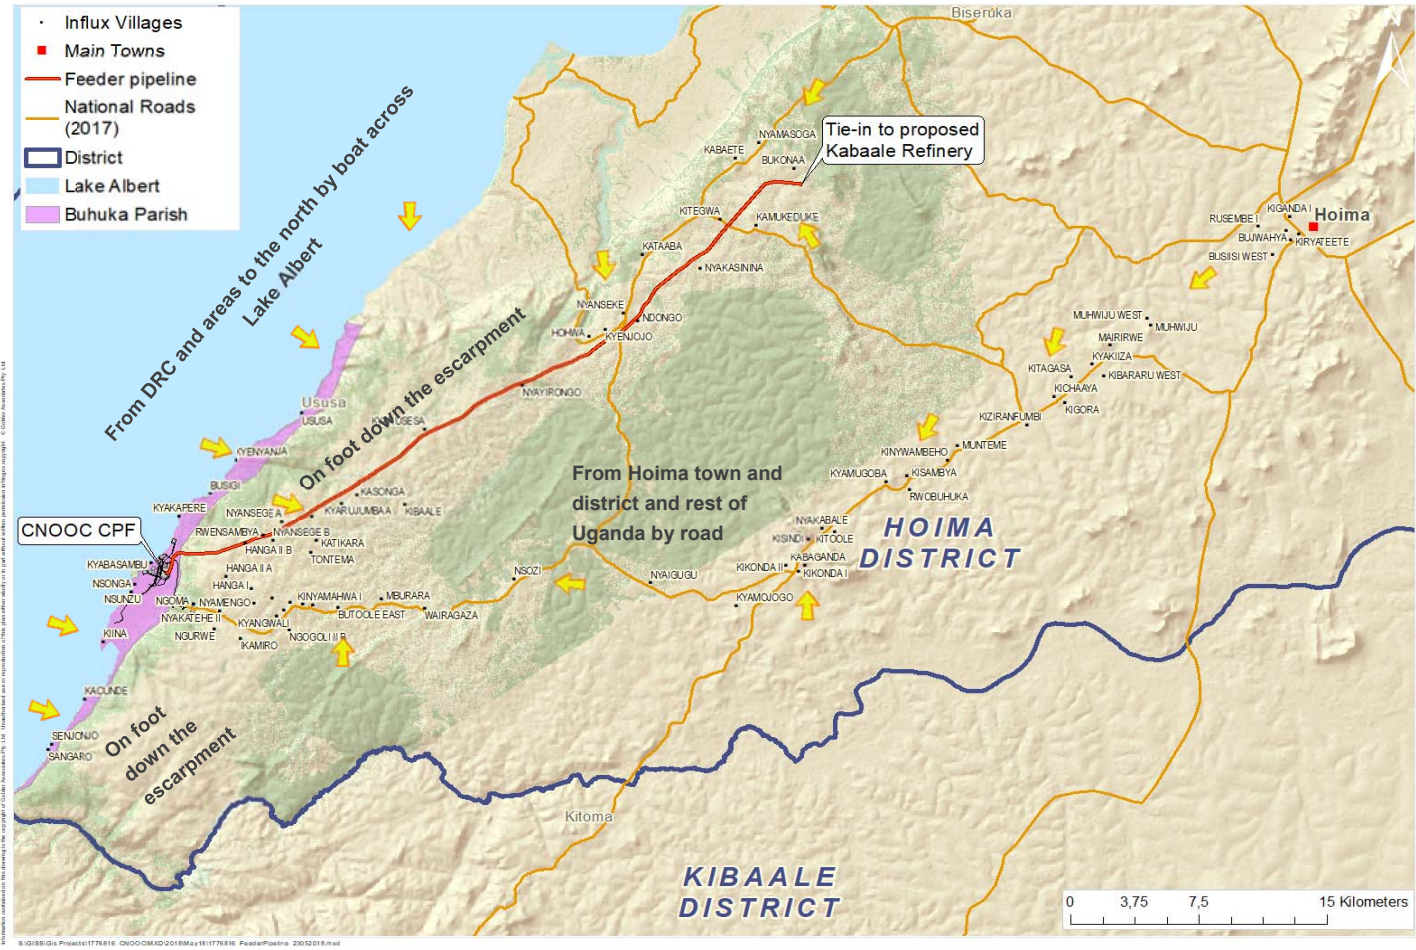 Influx Villages
Main Towns
Feeder pipeline
National Roads
(2017)
District
Lake Albert
Buhuka Parish
Biseruka
N
From DRC and areas to the north by boat across
Lake Albert
Tie-in to proposed
Kabaale Refinery
NYAMASOGA
KABAETE
BUKONAA
KITEGWA
KAMUKEDUKE
KATAABA
NYAKASININA
KIGANDA I
RUSEMBE I
Hoima
BUJWAHYA
KIRYATEETE
BUSIISI WEST
NYANSEKE
NDONGO
HOHWA
KYENJOJO
MUHWIJU WEST
MUHWIJU
MAIRIRWE
KYAKIIZA
KITAGASA
KIBARARU WEST
KICHAAYA
KIGORA
KIZIRANFUMBI
On foot down the escarpment
NYAYIRONGO
Ususa
USUSA
KYENYANJA
MUNTEME
KINYWAMBEHO
From Hoima town and
district and rest of
Uganda by road
KYAMUGOBA
KISAMBYA
RWOBUHUKA
BUSIGI
KASONGA
KYAKAPERE
NYANSEGE A
KYARUJUMBA A
KIBAALE
CNOOC CPF
RWENSAMBYA
NYANSEGE B
HANGA II B
KATIKARA
TONTEMA
NYAKABALE
KISINDI
KITOOLE
HOIMA
DISTRICT
KABAGANDA
KIKONDA II
KIKONDA I
KYABASAMBU
HANGA II A
NSONGA
HANGA I
NSOZI
NYAIGUGU
NSUNZU
NGOMA
NYAMENGO
KINYAMAHWA I
MBURARA
KYAMOJOGO
NYAKATEHE II
KYANGWALI
BUTOOLE EAST
WAIRAGAZA
KIINA
NGURWE
IKAMIRO
NGOGOLI II B
KACUNDE
On foot
down the
escarpment
SENJONJO
SANGARO
Kitoma
KIBAALE
DISTRICT
0 3,75 7,5 15 Kilometers